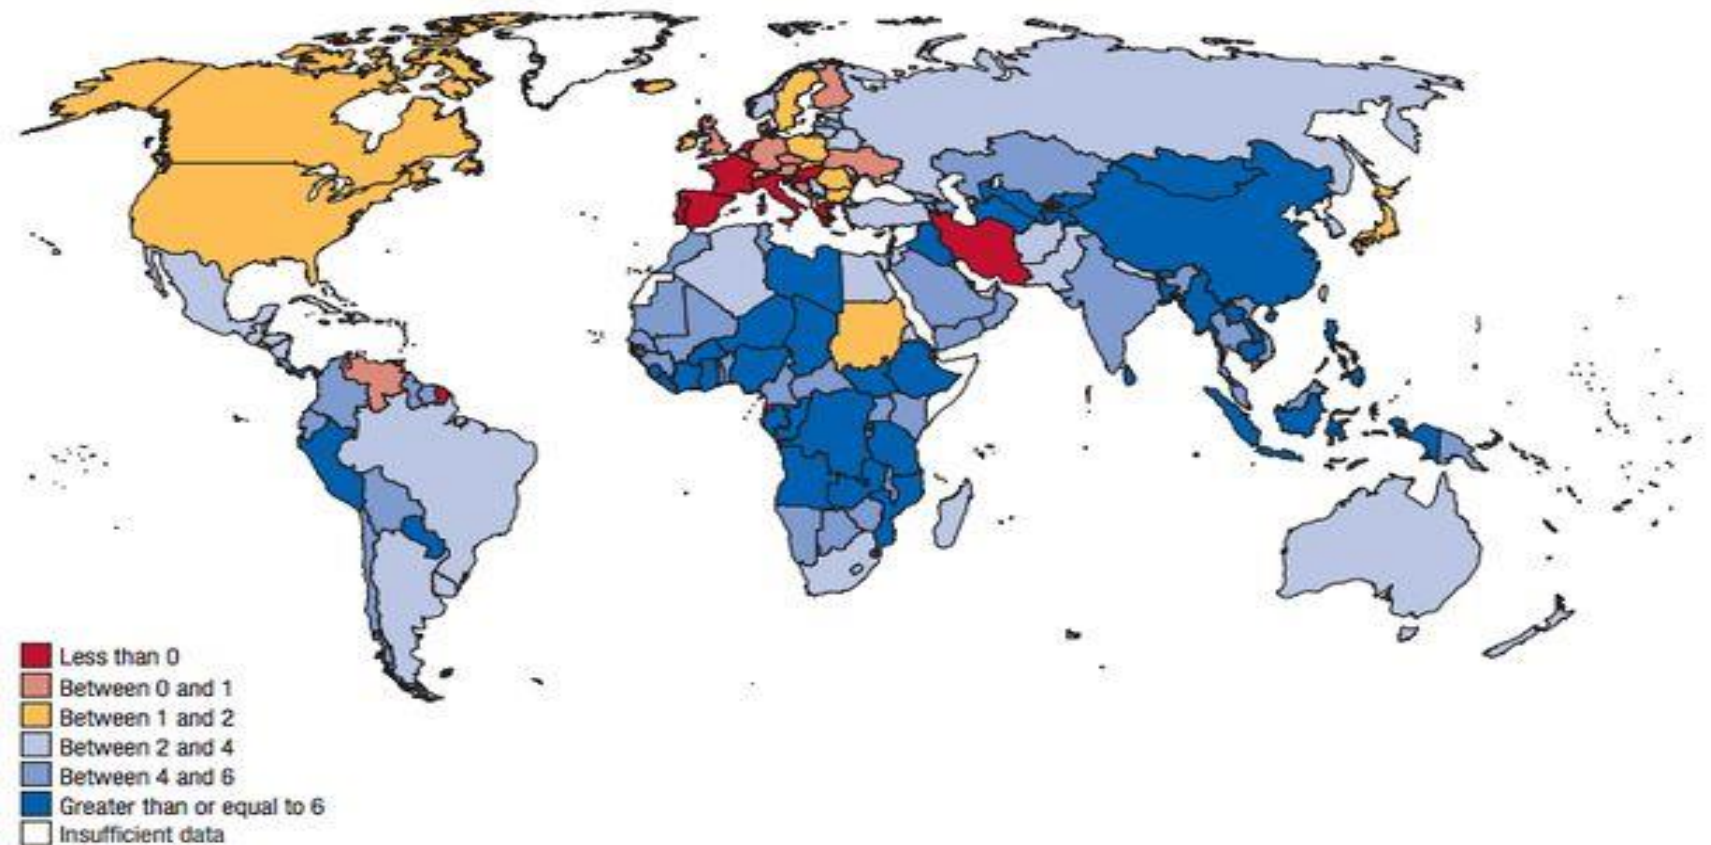 Less than 0
Between 0 and 1
Between 1 and 2
Between 2 and 4
Between 4 and 6
Greater than or equal to 6
Insufficient data